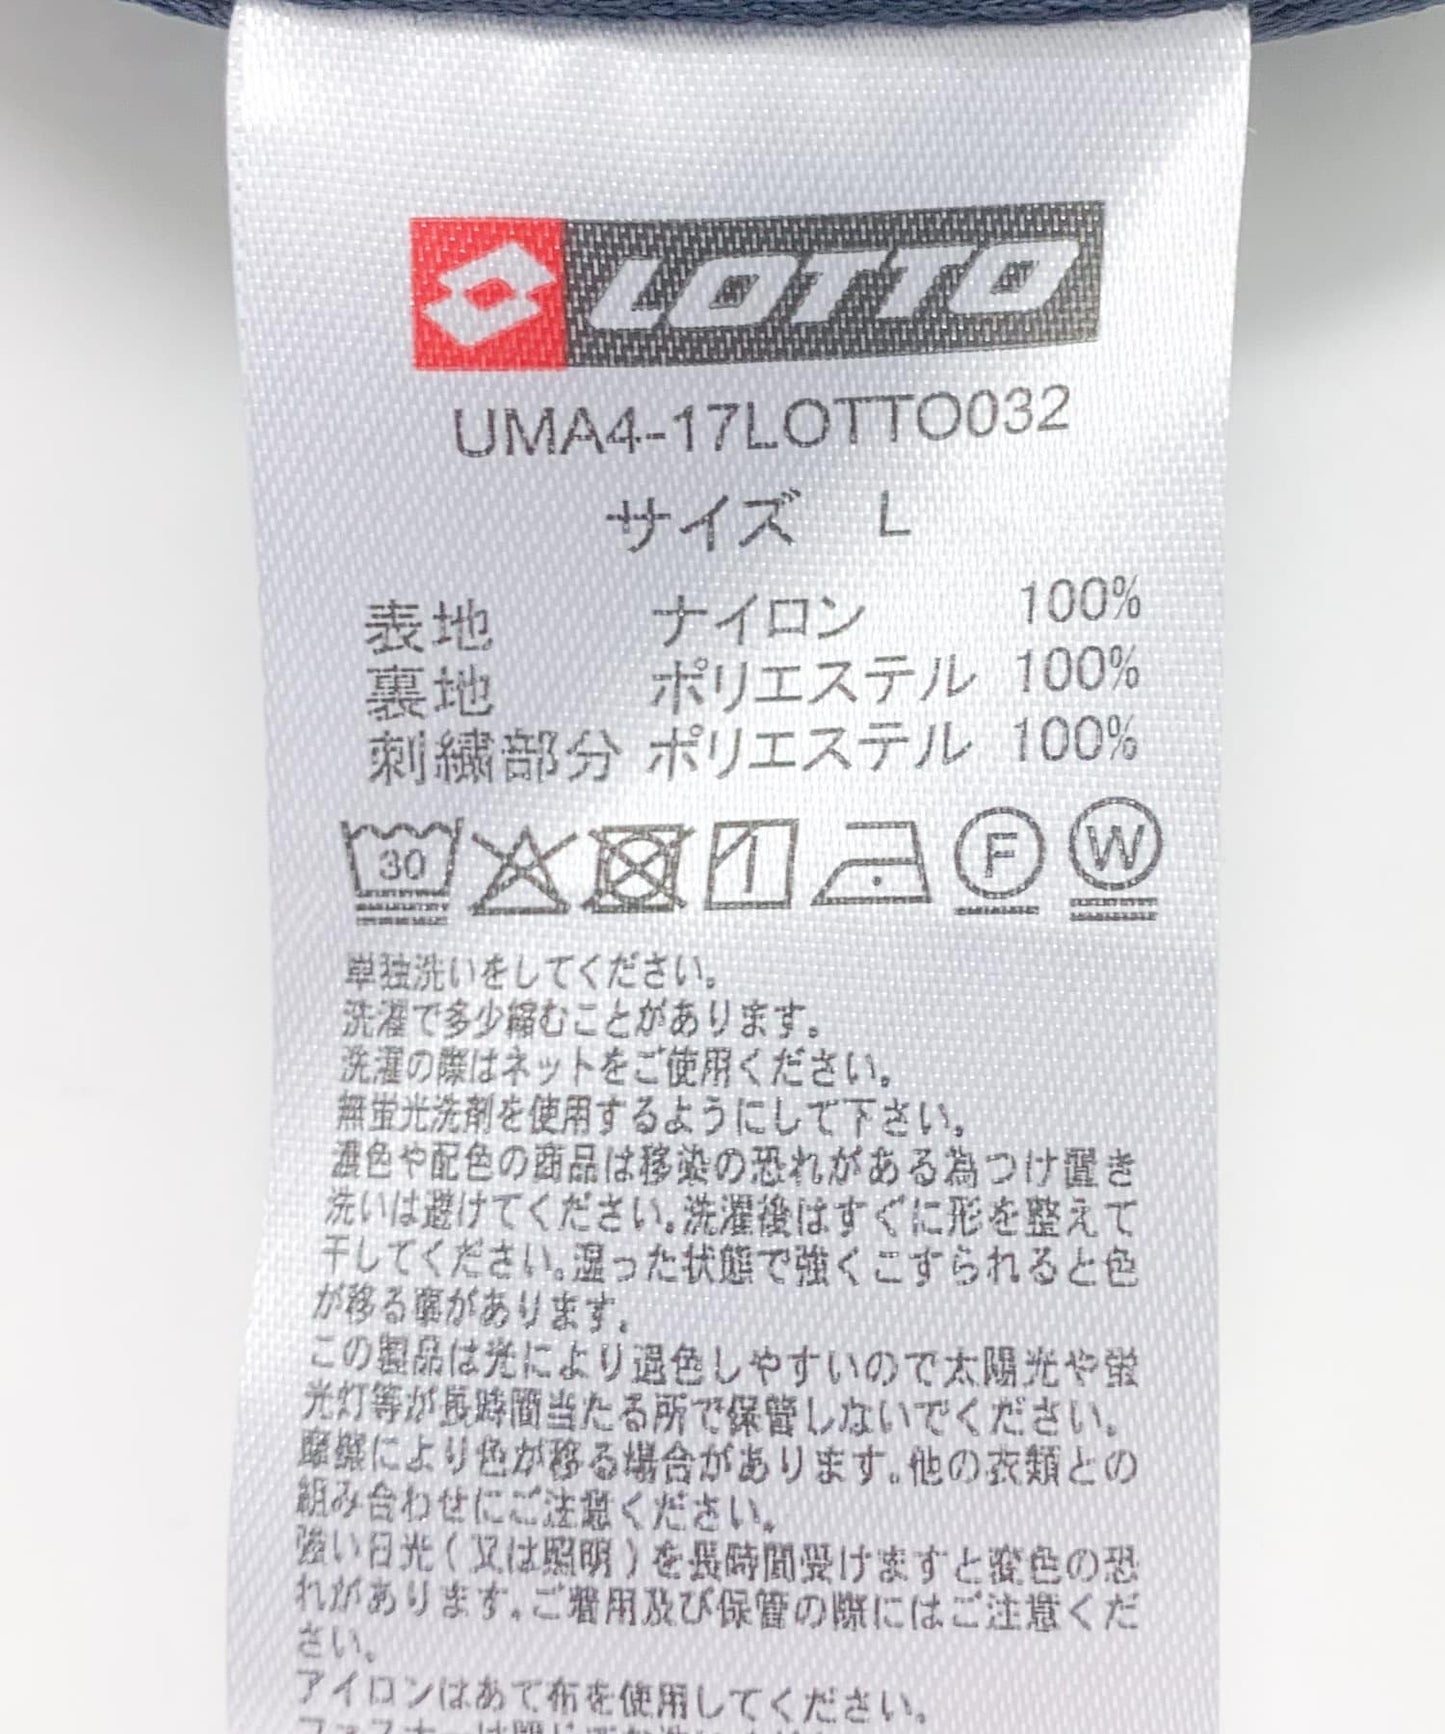 LOTTO
UMA4-17LOTTO032
サイズ L
表地 ナイロン 100%
裏地 ポリエステル 100%
刺繍部分 ポリエステル 100%
30 F W
単独洗いをしてください。
洗濯で多少縮むことがあります。
洗濯の際はネットをご使用ください。
無蛍光洗剤を使用するようにして下さい。
濃色や配色の商品は移染の恐れがある為つけ置き
洗いは避けてください。洗濯後はすぐに形を整えて
干してください。湿った状態で強くこすられると色
が移る事があります。
この製品は光により退色しやすいので太陽光や蛍
光灯等が長時間当たる所で保管しないでください。
摩擦により色が移る場合があります。他の衣類との
組み合わせにご注意ください。
強い日光(又は照明)を長時間受けますと変色の恐
れがあります。ご着用及び保管の際にはご注意くだ
さい。
アイロンはあて布を使用してください。